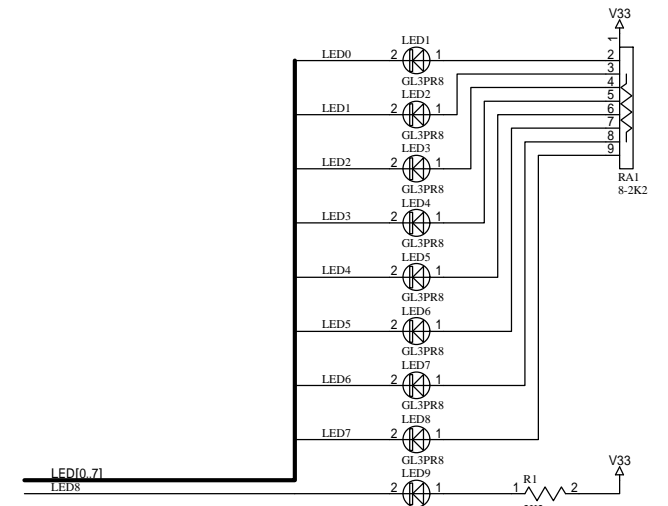 V33
1
LED1
LED0 2 1 2
GL3PR8 3
LED2 4
LED1 2 1 5
GL3PR8 6
LED3 7
LED2 2 1 8
GL3PR8 9
LED4 RA1
LED3 2 1 8-2K2
GL3PR8
LED5
LED4 2 1
GL3PR8
LED6
LED5 2 1
GL3PR8
LED7
LED6 2 1
GL3PR8
LED8
LED7 2 1
GL3PR8
LED[0..7] LED9 V33
LED8 2 1 1 R1 2